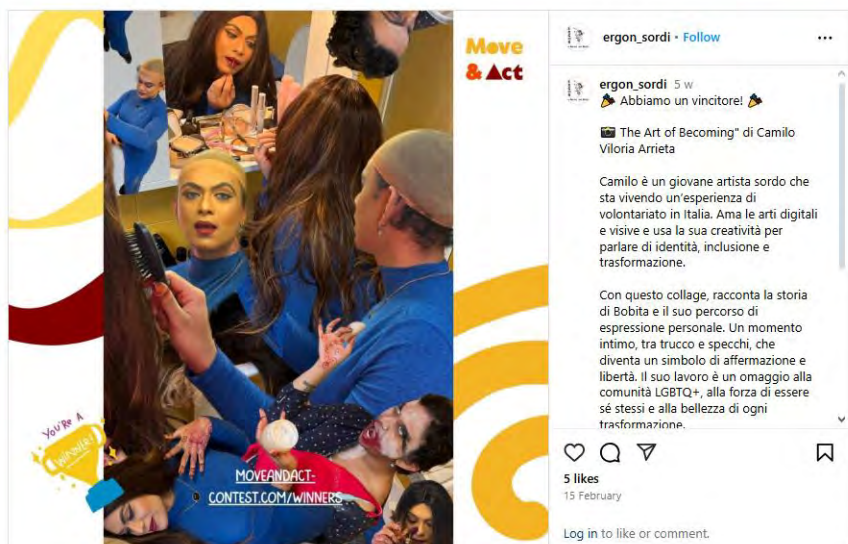 Move
& Act
YOU'RE A
WINNER!
MOVEANDACT-
CONTEST.COM/WINNERS
ergon_sordi • Follow
ergon_sordi 5 w
🎉 Abbiamo un vincitore! 🎉
📸 The Art of Becoming" di Camilo
Viloria Arrieta
Camilo è un giovane artista sordo che
sta vivendo un'esperienza di
volontariato in Italia. Ama le arti digitali
e visive e usa la sua creatività per
parlare di identità, inclusione e
trasformazione.
Con questo collage, racconta la storia
di Bobita e il suo percorso di
espressione personale. Un momento
intimo, tra trucco e specchi, che
diventa un simbolo di affermazione e
libertà. Il suo lavoro è un omaggio alla
comunità LGBTQ+, alla forza di essere
sé stessi e alla bellezza di ogni
trasformazione.
5 likes
15 February
Log in to like or comment.